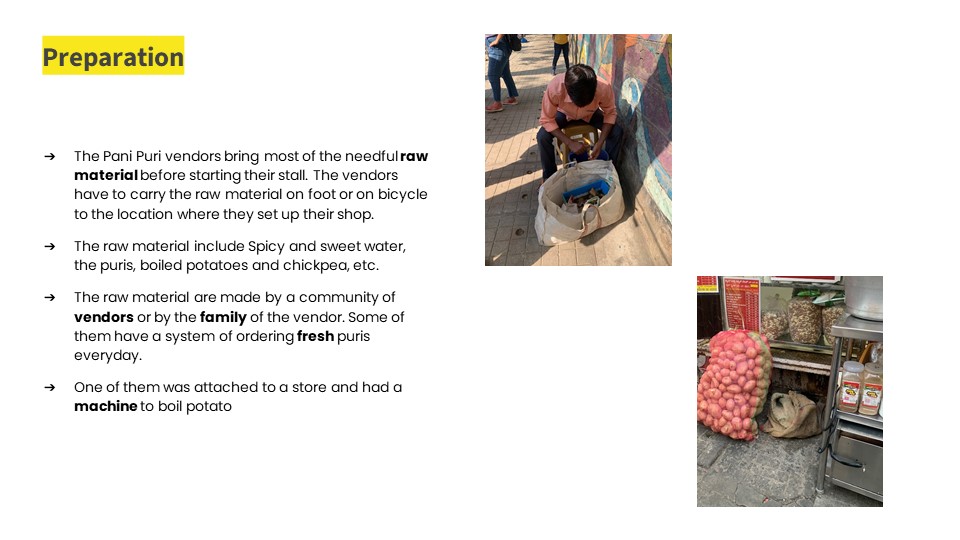 Preparation
➔ The Pani Puri vendors bring most of the needful raw
material before starting their stall. The vendors
have to carry the raw material on foot or on bicycle
to the location where they set up their shop.
➔ The raw material include Spicy and sweet water,
the puris, boiled potatoes and chickpea, etc.
➔ The raw material are made by a community of
vendors or by the family of the vendor. Some of
them have a system of ordering fresh puris
everyday.
➔ One of them was attached to a store and had a
machine to boil potato